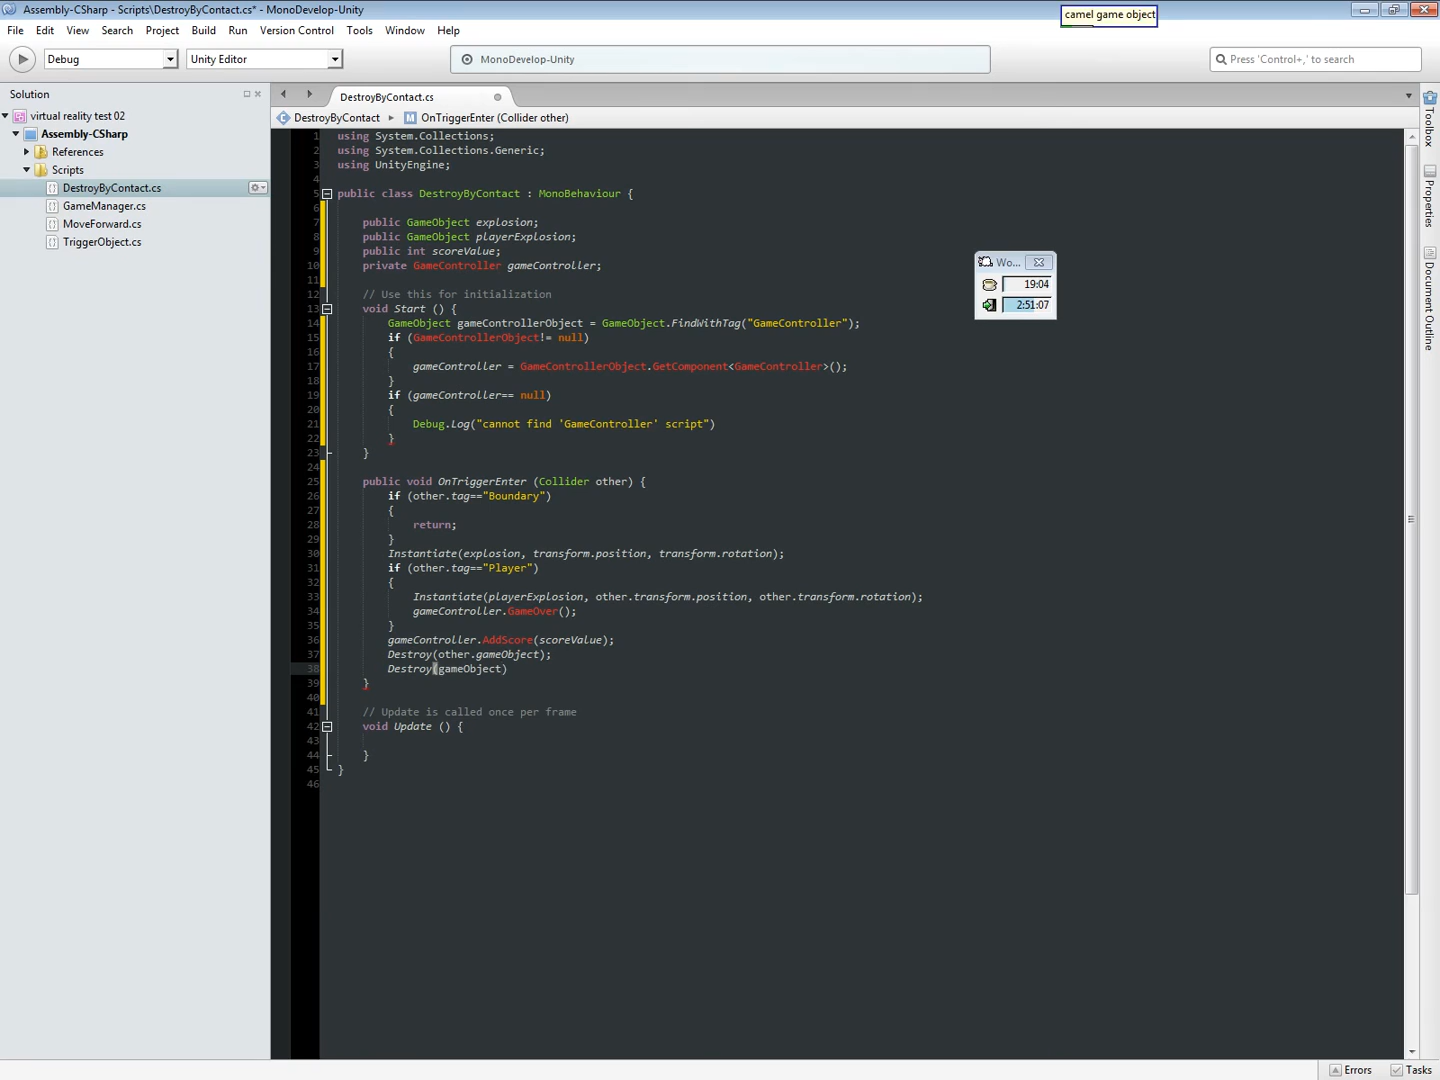 Assembly-CSharp - Scripts\DestroyByContact.cs* - MonoDevelop-Unity
camel game object
File Edit View Search Project Build Run Version Control Tools Window Help
Debug
Unity Editor
MonoDevelop-Unity
Press 'Control+,' to search
Solution
virtual reality test 02
Assembly-CSharp
References
Scripts
DestroyByContact.cs
GameManager.cs
MoveForward.cs
TriggerObject.cs
DestroyByContact.cs
DestroyByContact OnTriggerEnter (Collider other)
1 using System.Collections;
2 using System.Collections.Generic;
3 using UnityEngine;
4
5 public class DestroyByContact : MonoBehaviour {
6
7 public GameObject explosion;
8 public GameObject playerExplosion;
9 public int scoreValue;
10 private GameController gameController;
11
12 // Use this for initialization
13 void Start () {
14 GameObject gameControllerObject = GameObject.FindWithTag("GameController");
15 if (GameControllerObject!= null)
16 {
17 gameController = GameControllerObject.GetComponent<GameController>();
18 }
19 if (gameController== null)
20 {
21 Debug.Log("cannot find 'GameController' script")
22 }
23 }
24
25 public void OnTriggerEnter (Collider other) {
26 if (other.tag=="Boundary")
27 {
28 return;
29 }
30 Instantiate(explosion, transform.position, transform.rotation);
31 if (other.tag=="Player")
32 {
33 Instantiate(playerExplosion, other.transform.position, other.transform.rotation);
34 gameController.GameOver();
35 }
36 gameController.AddScore(scoreValue);
37 Destroy(other.gameObject);
38 Destroy(gameObject)
39 }
40
41 // Update is called once per frame
42 void Update () {
43
44 }
45 }
46
Wo...
19:04
2:51:07
Toolbox
Properties
Document Outline
Errors
Tasks